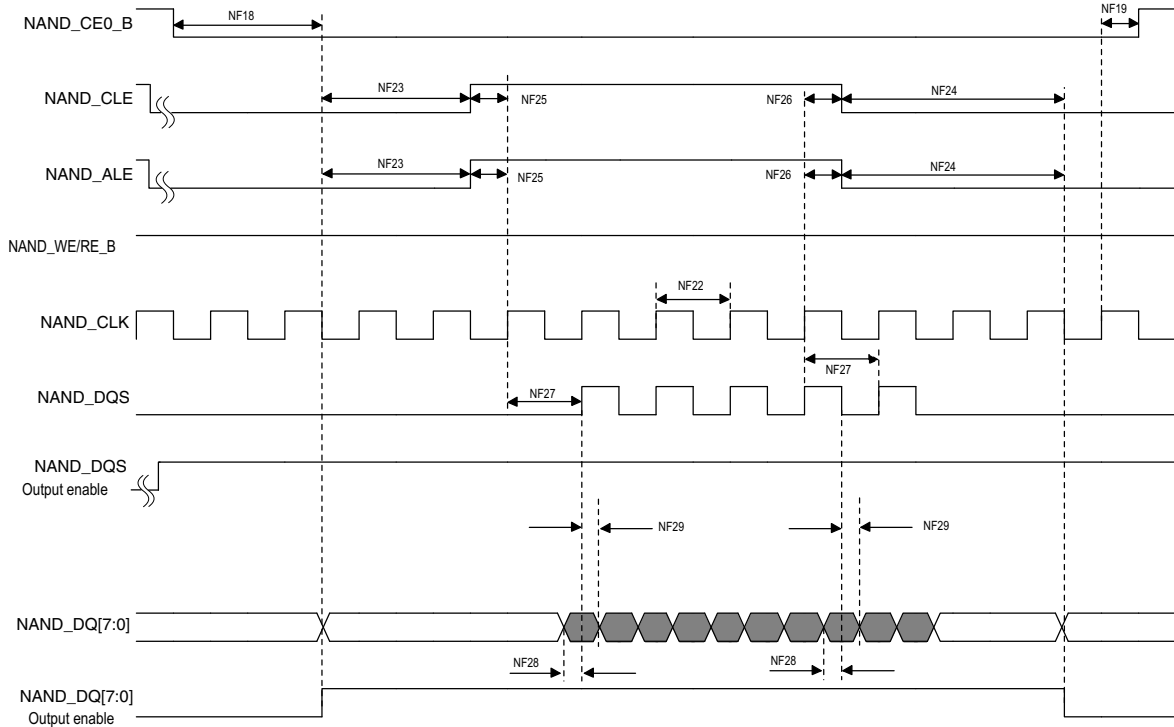 NAND_CE0_B
NF18
NF19
NAND_CLE
NF23
NF25
NF26
NF24
NAND_ALE
NF23
NF25
NF26
NF24
NAND_WE/RE_B
NF22
NAND_CLK
NF27
NAND_DQS
NF27
NAND_DQS
Output enable
NF29
NF29
NAND_DQ[7:0]
NF28
NF28
NAND_DQ[7:0]
Output enable